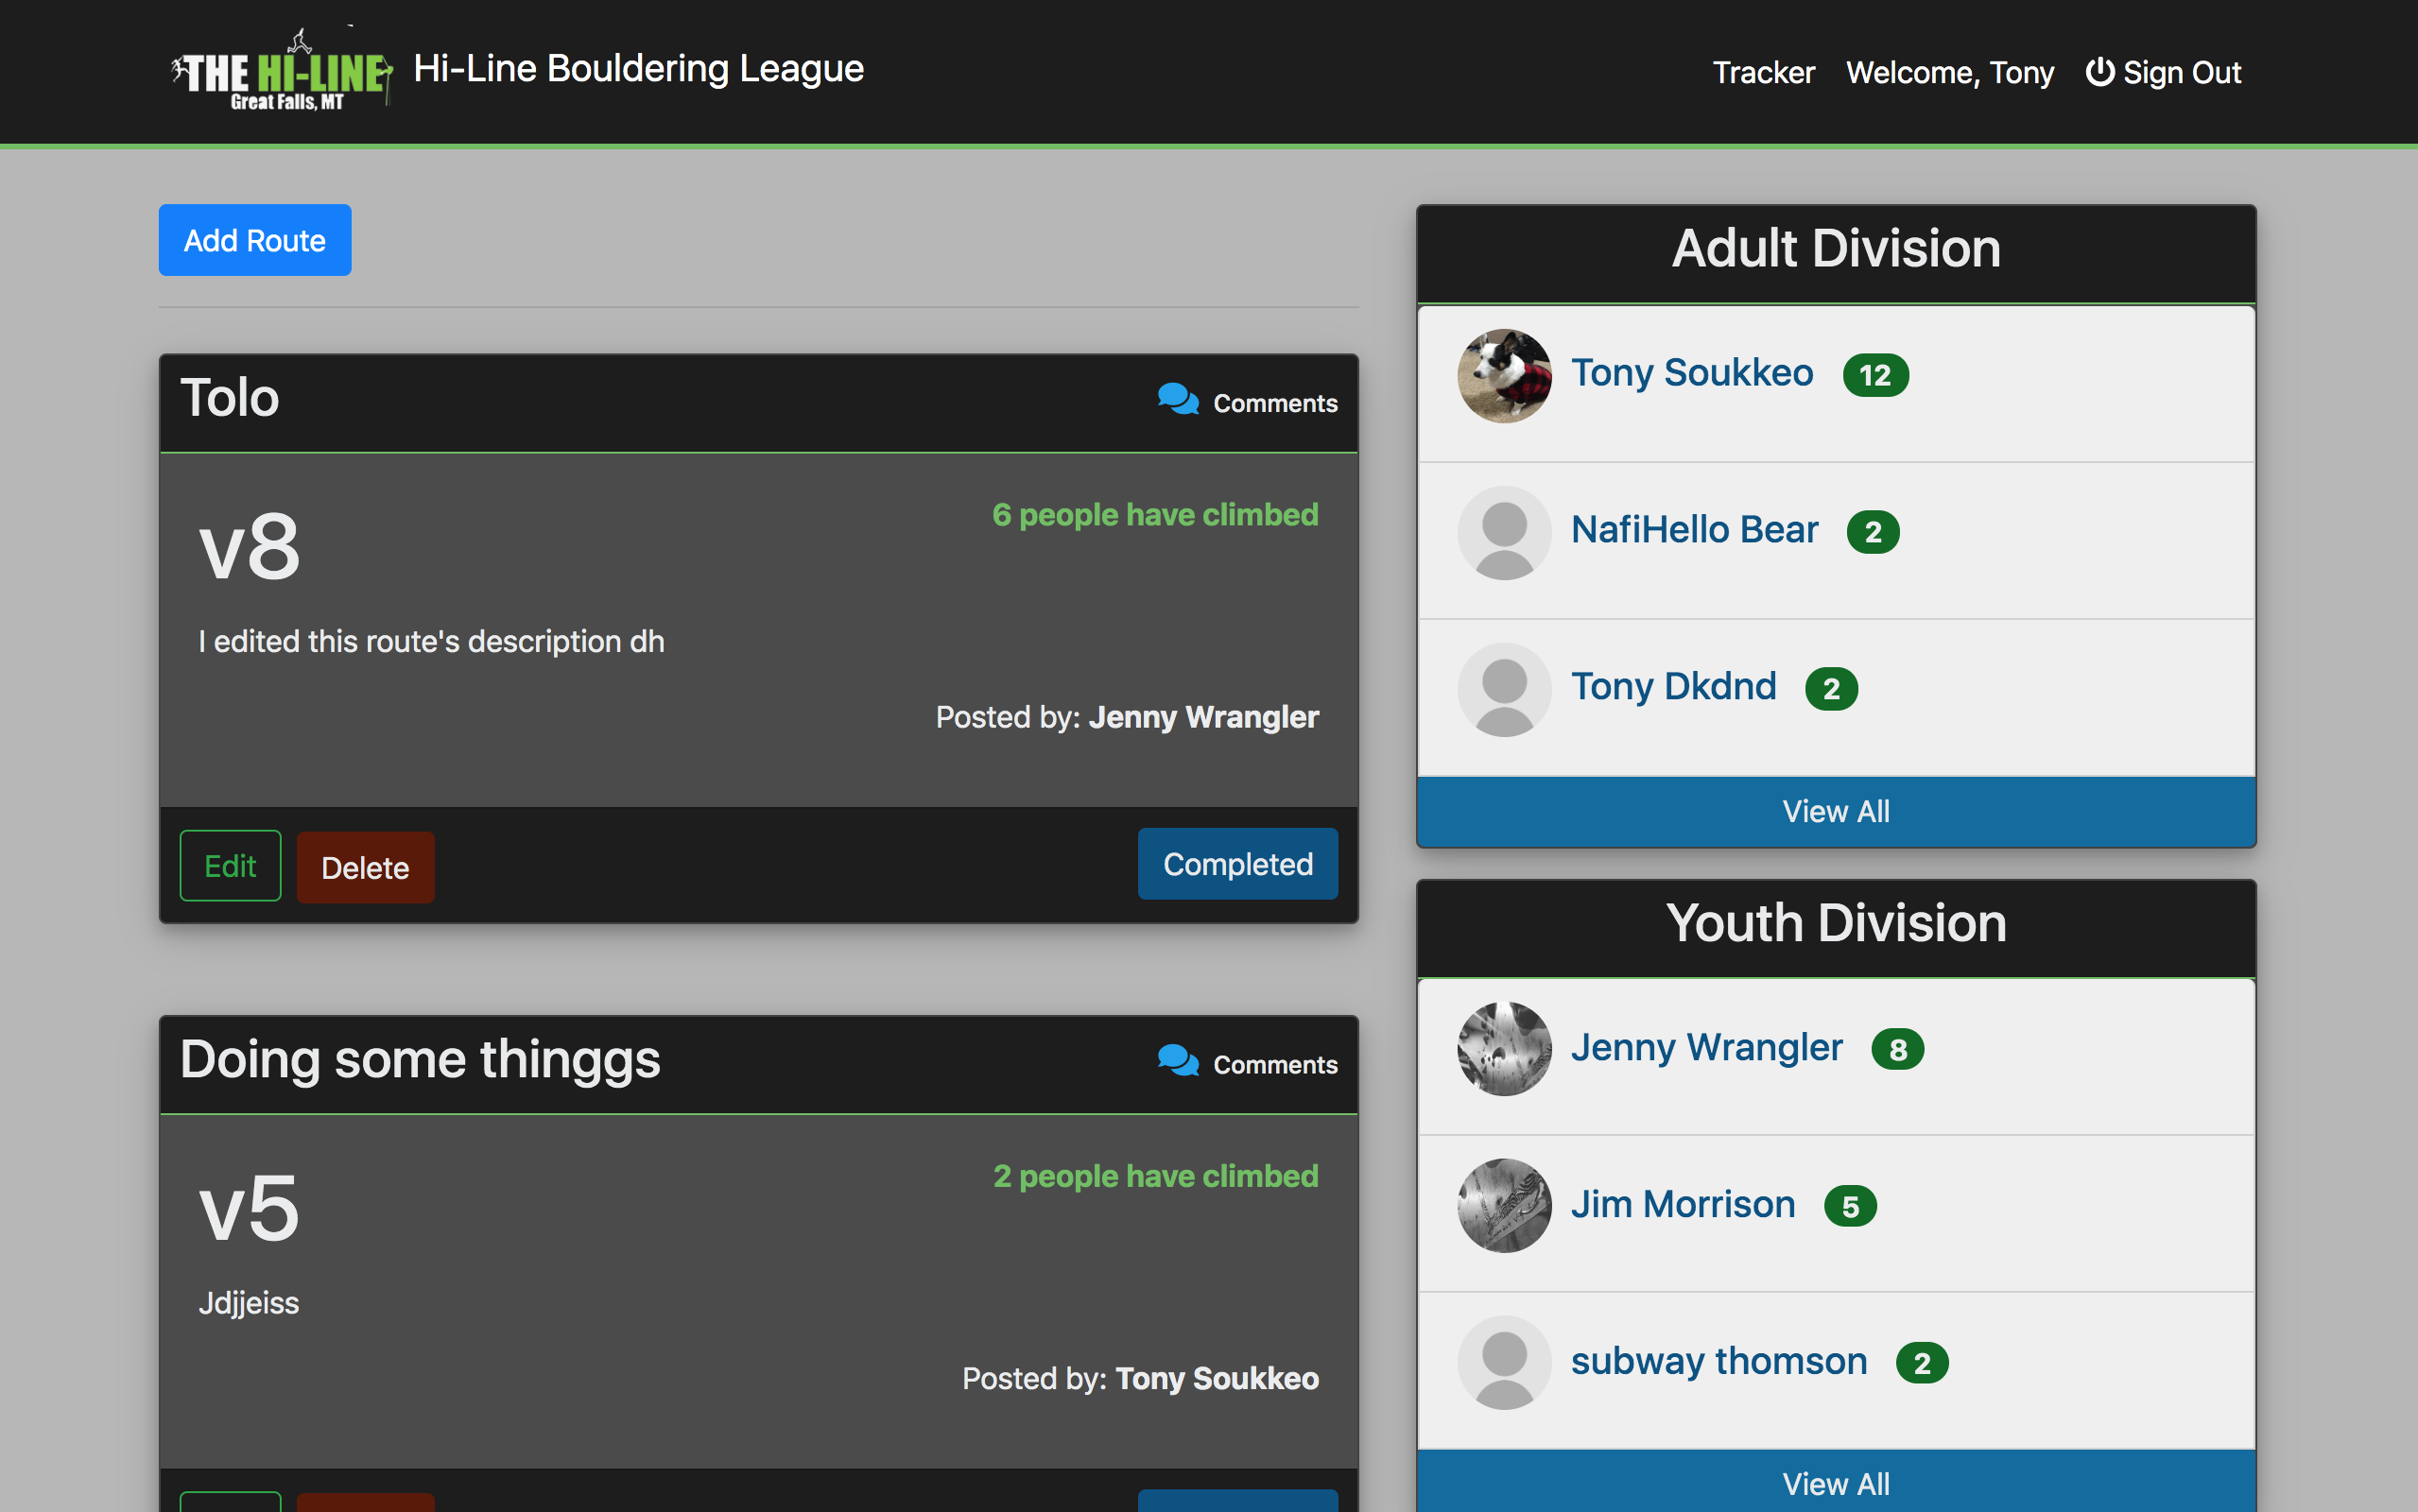 THE HI-LINE
Great Falls, MT
Hi-Line Bouldering League
Tracker
Welcome, Tony
Sign Out
Add Route
Tolo
Comments
v8
6 people have climbed
I edited this route's description dh
Posted by: Jenny Wrangler
Edit
Delete
Completed
Doing some thinggs
Comments
v5
2 people have climbed
Jdjjeiss
Posted by: Tony Soukkeo
Adult Division
Tony Soukkeo 12
NafiHello Bear 2
Tony Dkdnd 2
View All
Youth Division
Jenny Wrangler 8
Jim Morrison 5
subway thomson 2
View All